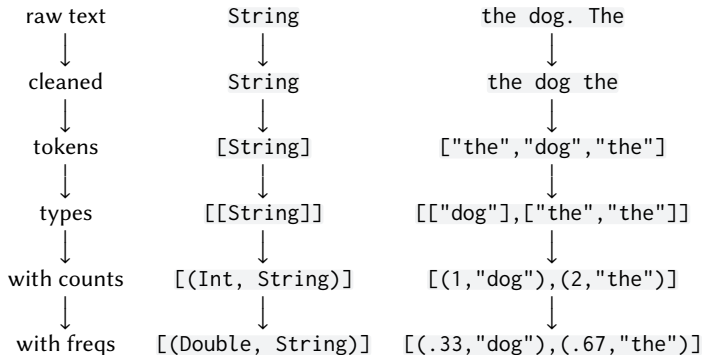 raw text String the dog. The
cleaned String the dog the
tokens [String] ["the","dog","the"]
types [[String]] [["dog"],["the","the"]]
with counts [(Int, String)] [(1,"dog"),(2,"the")]
with freqs [(Double, String)] [(.33,"dog"),(.67,"the")]